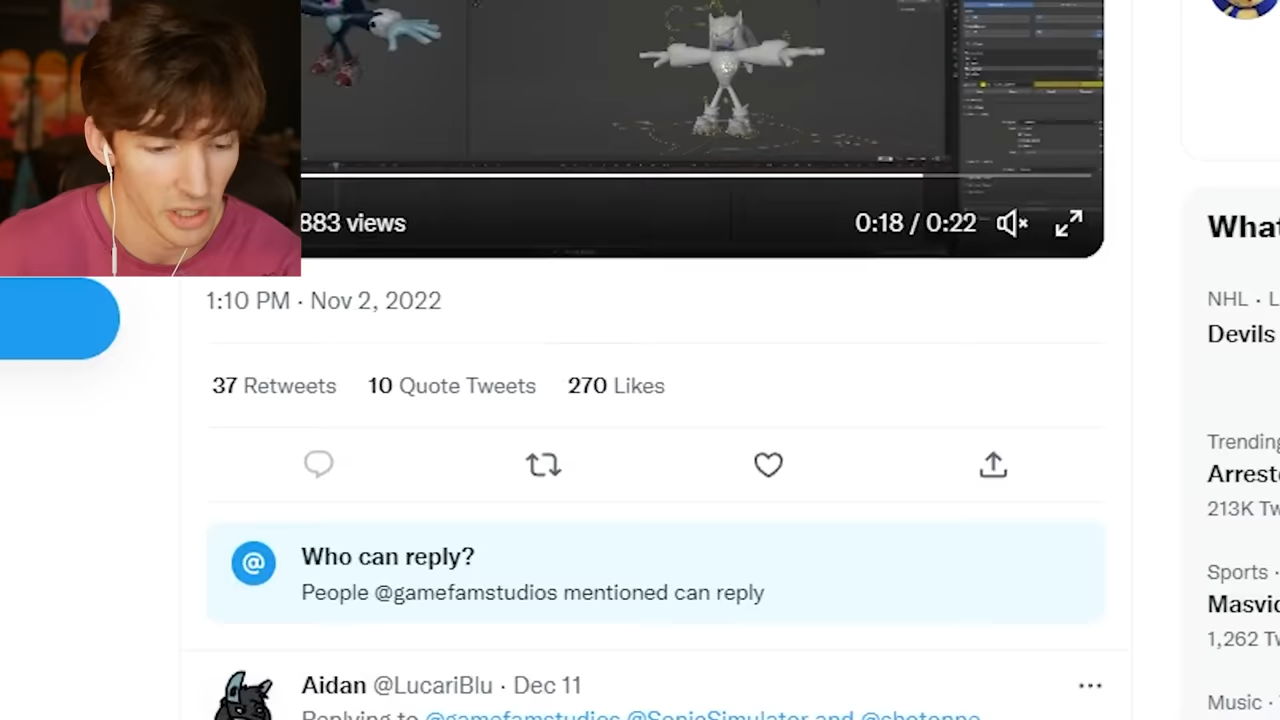 883 views
0:18 / 0:22
1:10 PM · Nov 2, 2022
37 Retweets 10 Quote Tweets 270 Likes
@
Who can reply?
People @gamefamstudios mentioned can reply
Aidan @LucariBlu · Dec 11
Replying to @gamefamstudios @SonicSimulator and @chotonne
What
NHL · L
Devils
Trending
Arreste
213K Tw
Sports ·
Masvid
1,262 Tw
Music ·